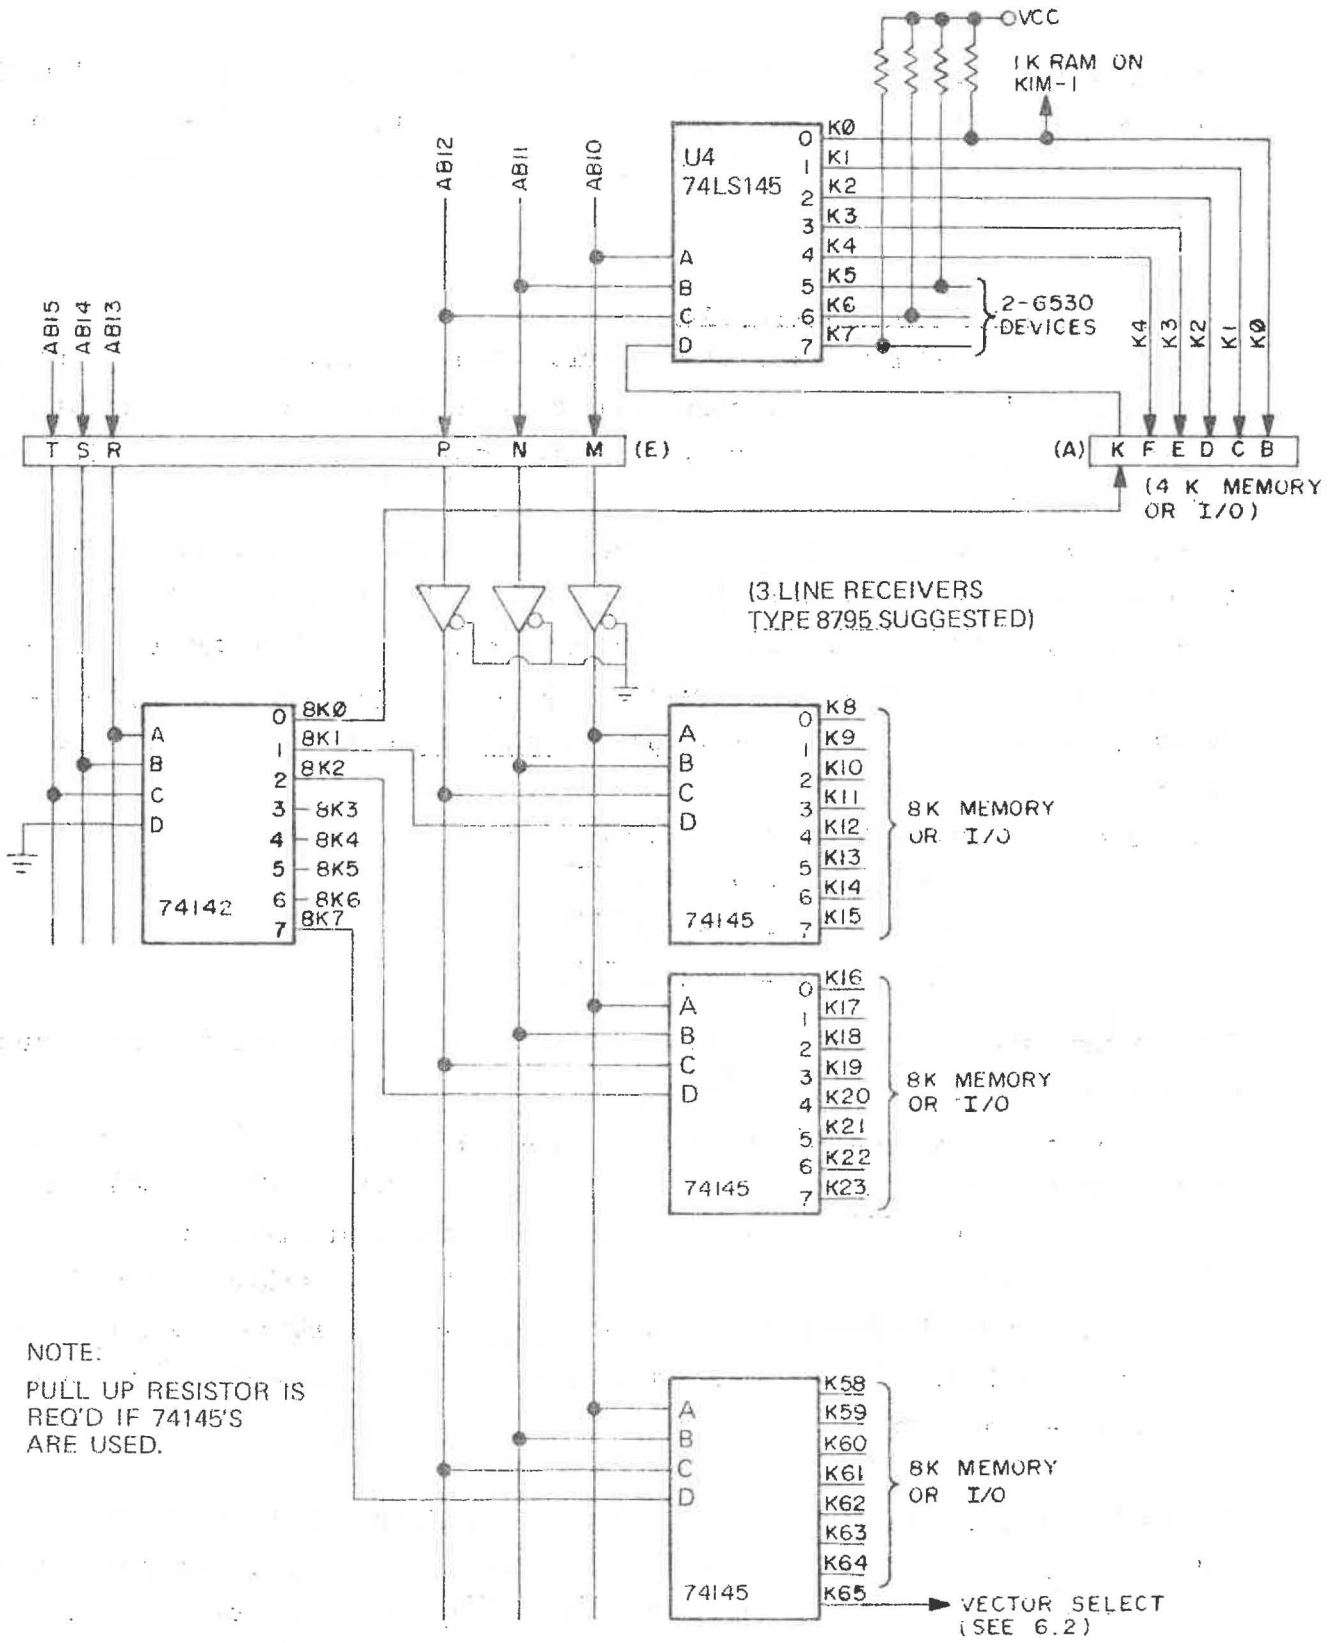 VCC
1K RAM ON
KIM-1
AB12
AB11
AB10
U4
74LS145
A
B
C
D
0
1
2
3
4
5
6
7
KØ
K1
K2
K3
K4
K5
K6
K7
2-6530
DEVICES
AB15
AB14
AB13
K4
K3
K2
K1
KØ
T S R
P N M
(E)
(A)
K F E D C B
(4 K MEMORY
OR I/O)
(3 LINE RECEIVERS
TYPE 8795 SUGGESTED)
A
B
C
D
74142
0
1
2
3
4
5
6
7
8KØ
8K1
8K2
8K3
8K4
8K5
8K6
8K7
A
B
C
D
74145
0
1
2
3
4
5
6
7
K8
K9
K10
K11
K12
K13
K14
K15
8K MEMORY
OR I/O
A
B
C
D
74145
0
1
2
3
4
5
6
7
K16
K17
K18
K19
K20
K21
K22
K23
8K MEMORY
OR I/O
NOTE:
PULL UP RESISTOR IS
REQ'D IF 74145'S
ARE USED.
A
B
C
D
74145
K58
K59
K60
K61
K62
K63
K64
K65
8K MEMORY
OR I/O
VECTOR SELECT
(SEE 6.2)